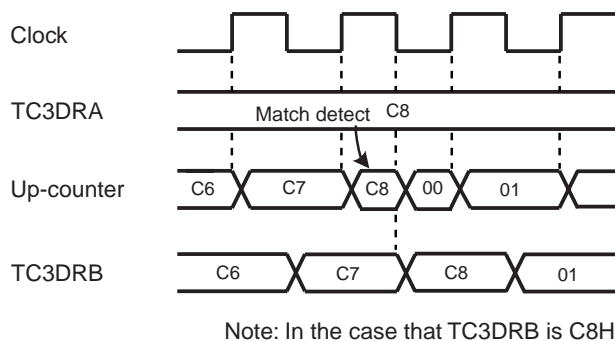 Clock
TC3DRA
Match detect C8
Up-counter C6 C7 C8 00 01
TC3DRB C6 C7 C8 01
Note: In the case that TC3DRB is C8H